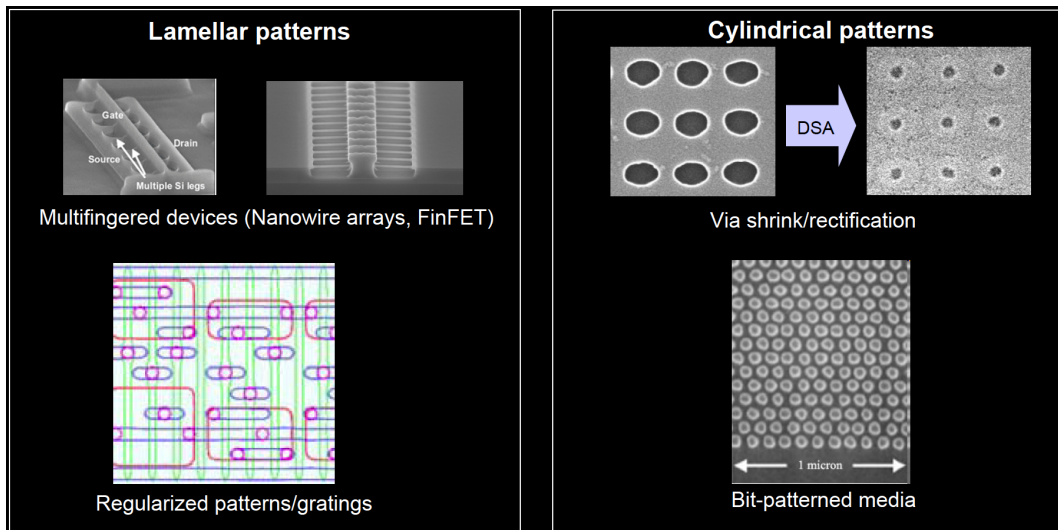 Lamellar patterns
Gate
Drain
Source
Multiple Si legs
Multifingered devices (Nanowire arrays, FinFET)
Regularized patterns/gratings
Cylindrical patterns
DSA
Via shrink/rectification
1 micron
Bit-patterned media